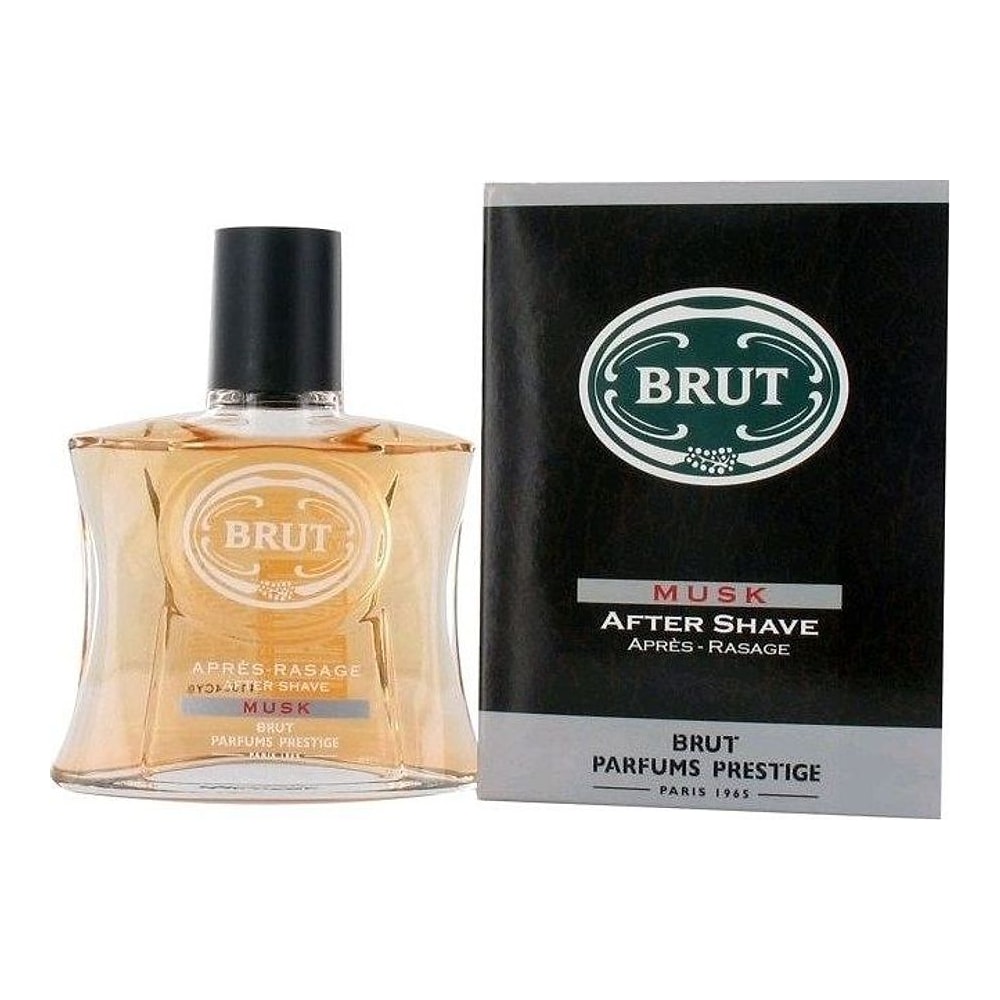 BRUT
APRÈS-RASAGE
AFTER SHAVE
MUSK
BRUT
PARFUMS PRESTIGE
BRUT
MUSK
AFTER SHAVE
APRÈS - RASAGE
BRUT
PARFUMS PRESTIGE
PARIS 1965